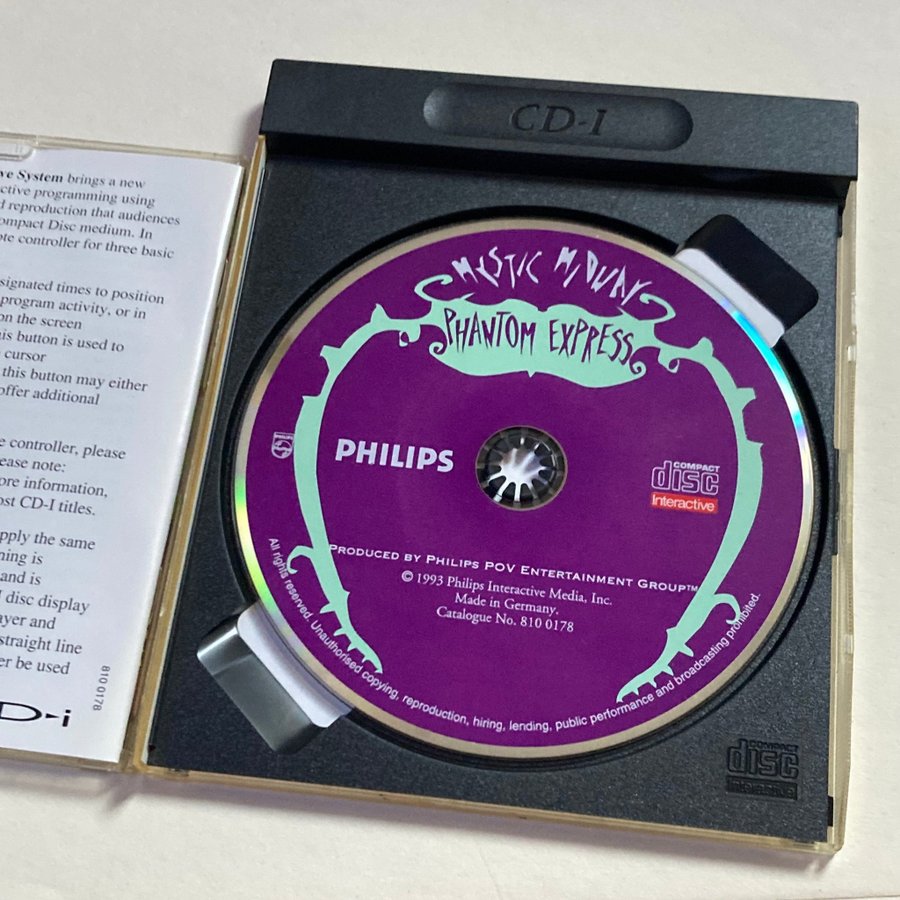 ve System brings a new
ctive programming using
d reproduction that audiences
ompact Disc medium. In
ote controller for three basic
signated times to position
program activity, or in
on the screen
his button is used to
cursor
this button may either
offer additional
e controller, please
ease note:
ore information,
ost CD-I titles.
pply the same
ning is
and is
I disc display
ayer and
straight line
er be used
810 0178
D-i
CD-I
MYSTIC MIDWAY
PHANTOM EXPRESS
PHILIPS
PHILIPS
COMPACT
disc
Interactive
PRODUCED BY PHILIPS POV ENTERTAINMENT GROUP™
© 1993 Philips Interactive Media, Inc.
Made in Germany.
Catalogue No. 810 0178
All rights reserved. Unauthorised copying, reproduction, hiring, lending, public performance and broadcasting prohibited.
COMPACT
disc
Interactive